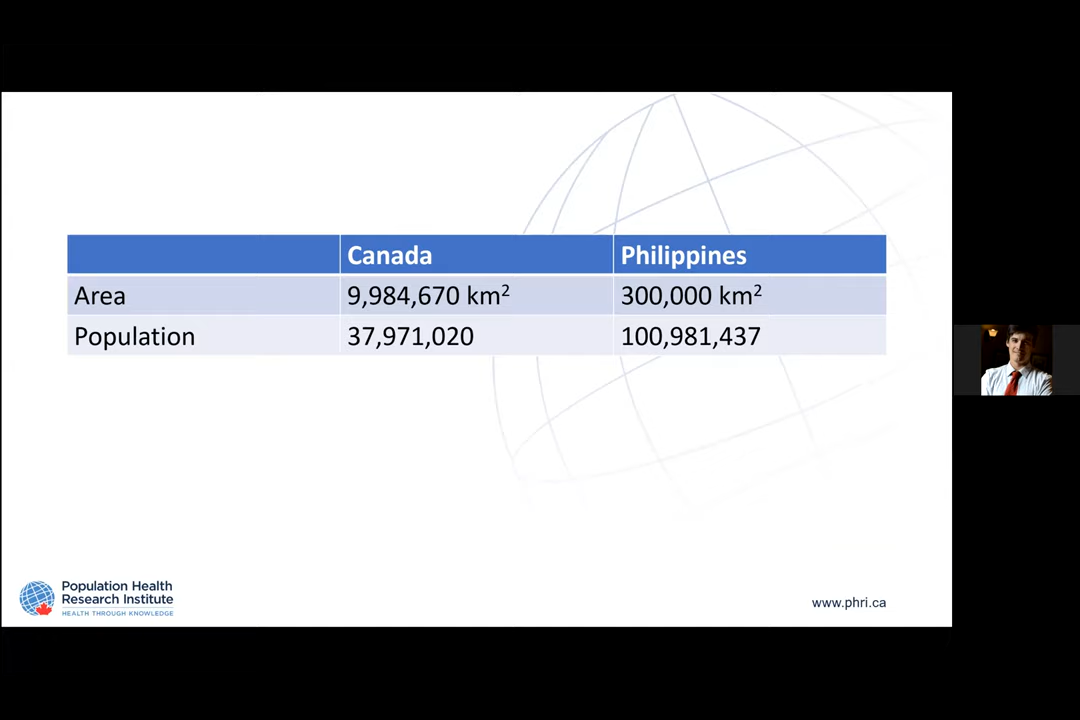 Canada Philippines
Area 9,984,670 km² 300,000 km²
Population 37,971,020 100,981,437
Population Health
Research Institute
HEALTH THROUGH KNOWLEDGE
www.phri.ca